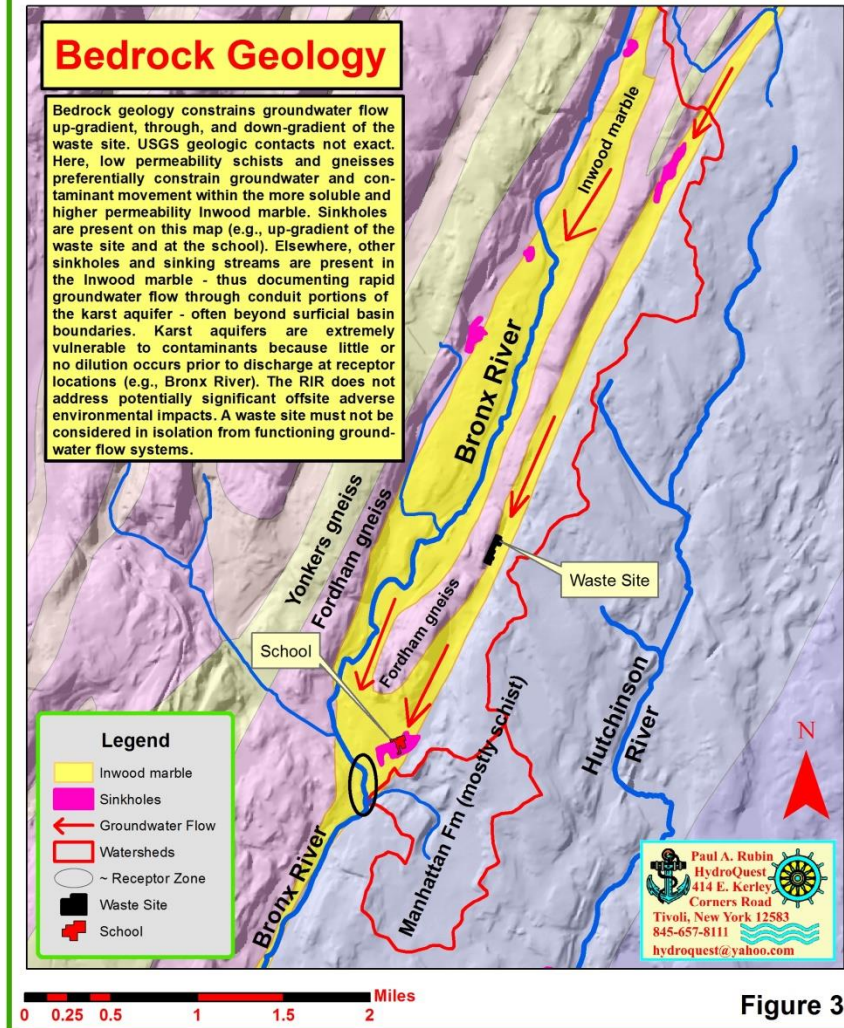 Bedrock Geology
Bedrock geology constrains groundwater flow
up-gradient, through, and down-gradient of the
waste site. USGS geologic contacts not exact.
Here, low permeability schists and gneisses
preferentially constrain groundwater and con-
taminant movement within the more soluble and
higher permeability Inwood marble. Sinkholes
are present on this map (e.g., up-gradient of the
waste site and at the school). Elsewhere, other
sinkholes and sinking streams are present in
the Inwood marble - thus documenting rapid
groundwater flow through conduit portions of
the karst aquifer - often beyond surficial basin
boundaries. Karst aquifers are extremely
vulnerable to contaminants because little or
no dilution occurs prior to discharge at receptor
locations (e.g., Bronx River). The RIR does not
address potentially significant offsite adverse
environmental impacts. A waste site must not be
considered in isolation from functioning ground-
water flow systems.
Inwood marble
Bronx River
Yonkers gneiss
Fordham gneiss
Waste Site
Fordham gneiss
School
Hutchinson
River
Manhattan Fm (mostly schist)
Bronx River
N
Legend
Inwood marble
Sinkholes
Groundwater Flow
Watersheds
~ Receptor Zone
Waste Site
School
Paul A. Rubin
HydroQuest
414 E. Kerley
Corners Road
Tivoli, New York 12583
845-657-8111
hydroquest@yahoo.com
Miles
0 0.25 0.5 1 1.5 2
Figure 3